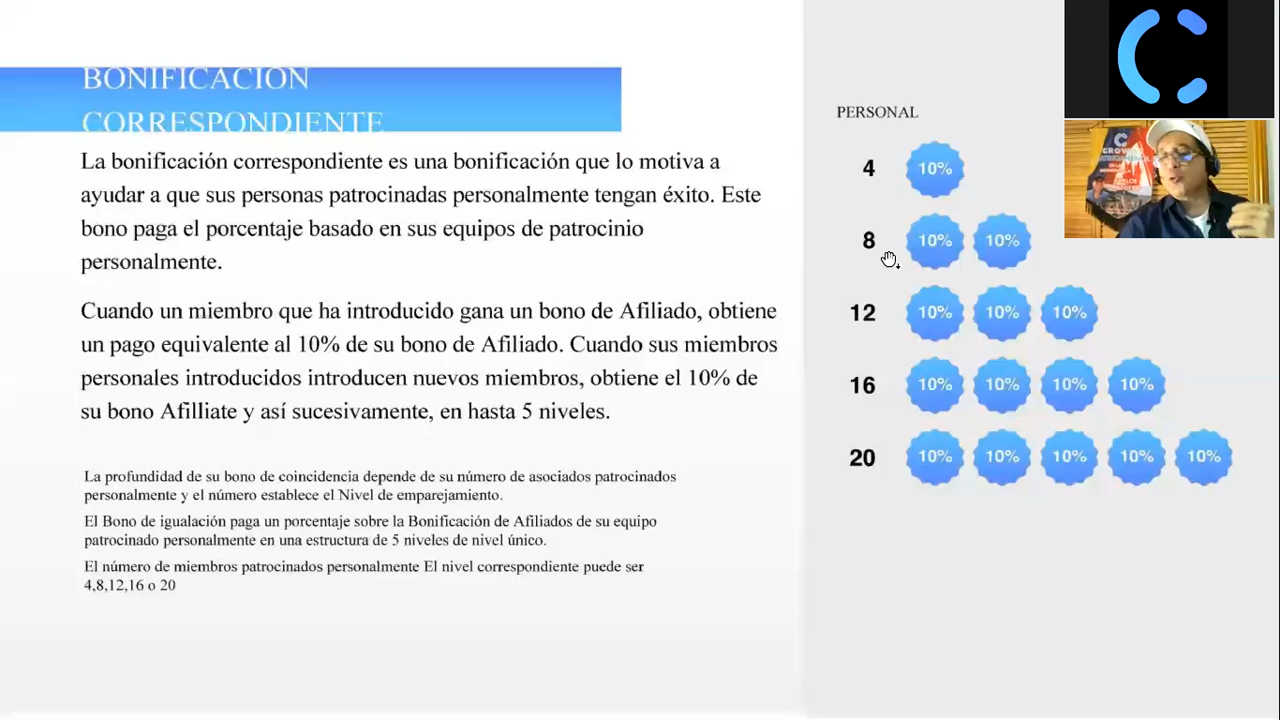 BONIFICACIÓN
CORRESPONDIENTE
La bonificación correspondiente es una bonificación que lo motiva a
ayudar a que sus personas patrocinadas personalmente tengan éxito. Este
bono paga el porcentaje basado en sus equipos de patrocinio
personalmente.
Cuando un miembro que ha introducido gana un bono de Afiliado, obtiene
un pago equivalente al 10% de su bono de Afiliado. Cuando sus miembros
personales introducidos introducen nuevos miembros, obtiene el 10% de
su bono Afilliate y así sucesivamente, en hasta 5 niveles.
La profundidad de su bono de coincidencia depende de su número de asociados patrocinados
personalmente y el número establece el Nivel de emparejamiento.
El Bono de igualación paga un porcentaje sobre la Bonificación de Afiliados de su equipo
patrocinado personalmente en una estructura de 5 niveles de nivel único.
El número de miembros patrocinados personalmente El nivel correspondiente puede ser
4,8,12,16 o 20
PERSONAL
4 10%
8 10% 10%
12 10% 10% 10%
16 10% 10% 10% 10%
20 10% 10% 10% 10% 10%